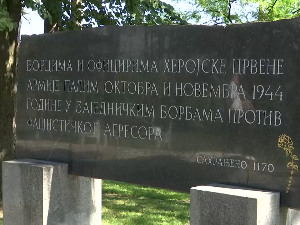 БОРЦИМА И ОФИЦИРИМА ХЕРОЈСКЕ ЦРВЕНЕ
АРМИЈЕ ПАЛИМ ОКТОБРА И НОВЕМБРА 1944
ГОДИНЕ У ЗАЈЕДНИЧКИМ БОРБАМА ПРОТИВ
ФАШИСТИЧКОГ АГРЕСОРА
САХРАЊЕНО 1170